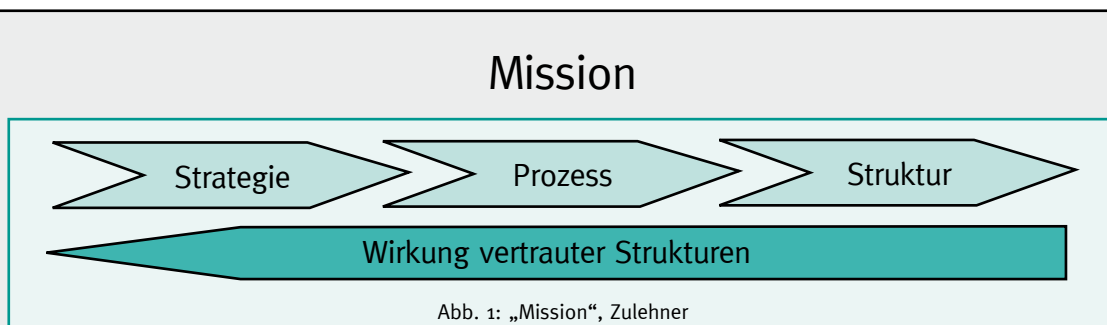 Mission
Strategie Prozess Struktur
Wirkung vertrauter Strukturen
Abb. 1: „Mission“, Zulehner